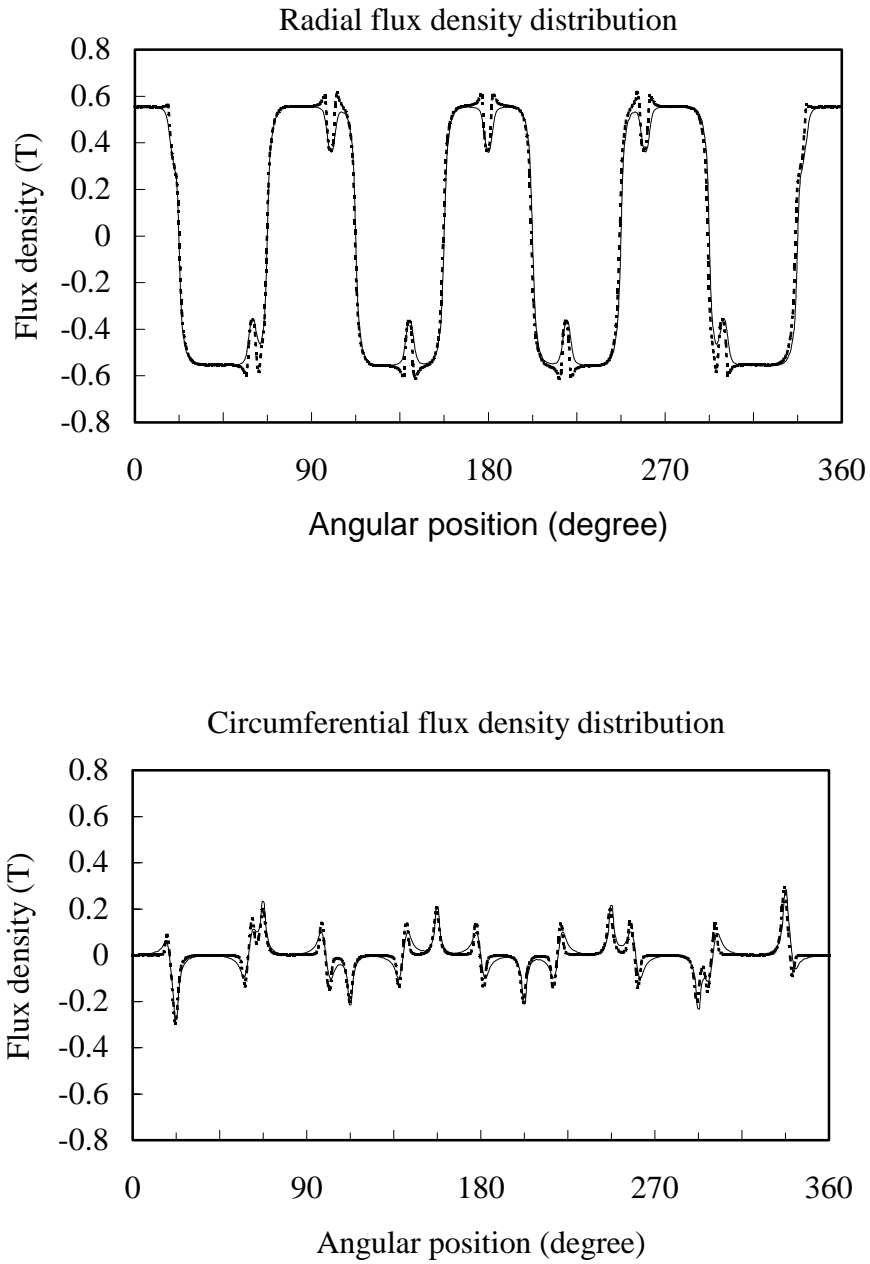 Radial flux density distribution
0.8
0.6
0.4
0.2
0
-0.2
-0.4
-0.6
-0.8
Flux density (T)
0 90 180 270 360
Angular position (degree)
Circumferential flux density distribution
0.8
0.6
0.4
0.2
0
-0.2
-0.4
-0.6
-0.8
Flux density (T)
0 90 180 270 360
Angular position (degree)